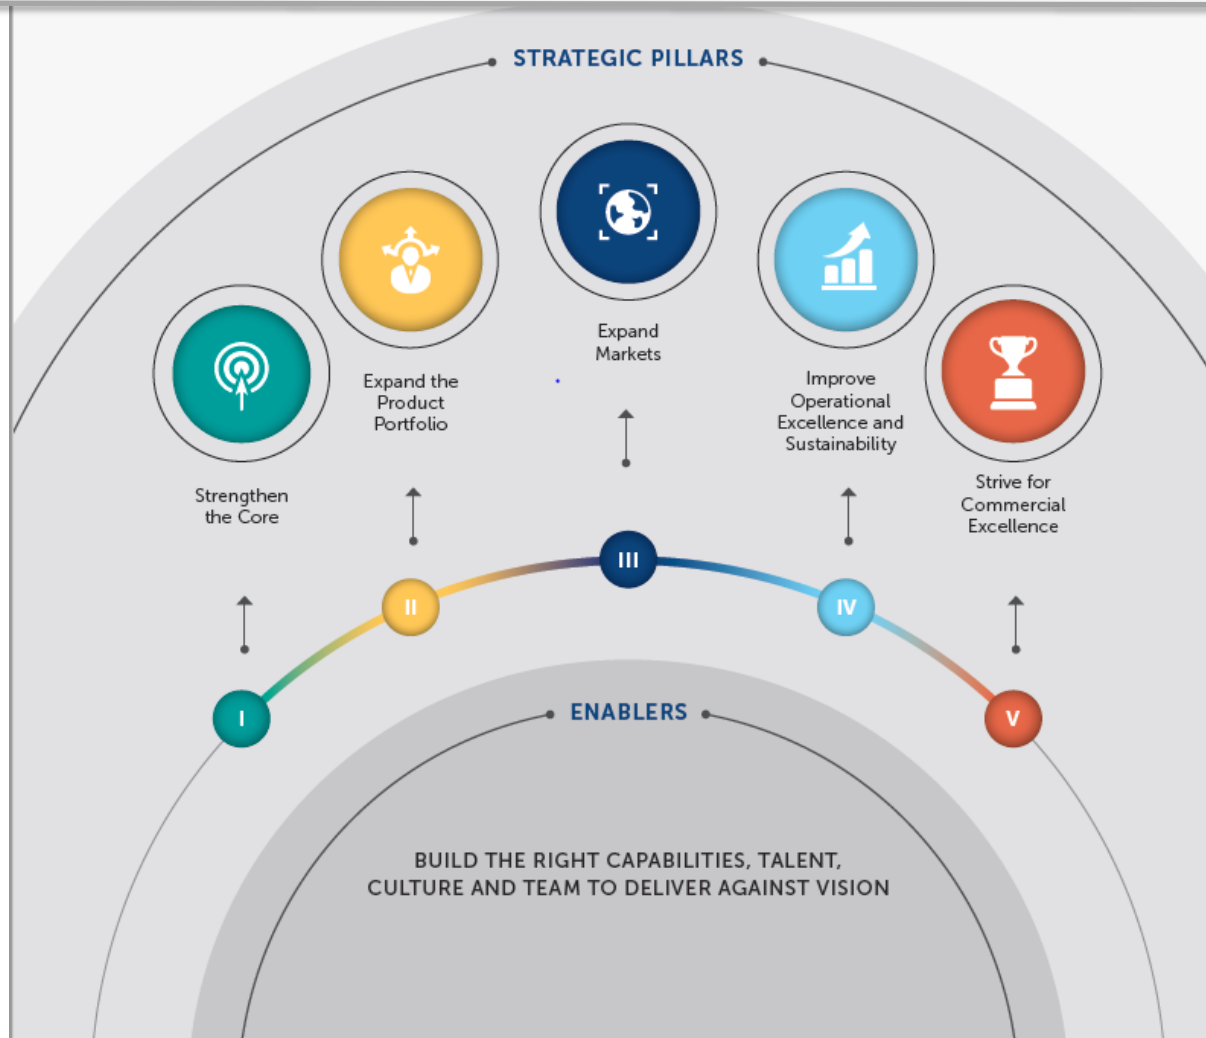 STRATEGIC PILLARS
Strengthen
the Core
Expand the
Product
Portfolio
Expand
Markets
Improve
Operational
Excellence and
Sustainability
Strive for
Commercial
Excellence
I
II
III
IV
V
ENABLERS
BUILD THE RIGHT CAPABILITIES, TALENT,
CULTURE AND TEAM TO DELIVER AGAINST VISION